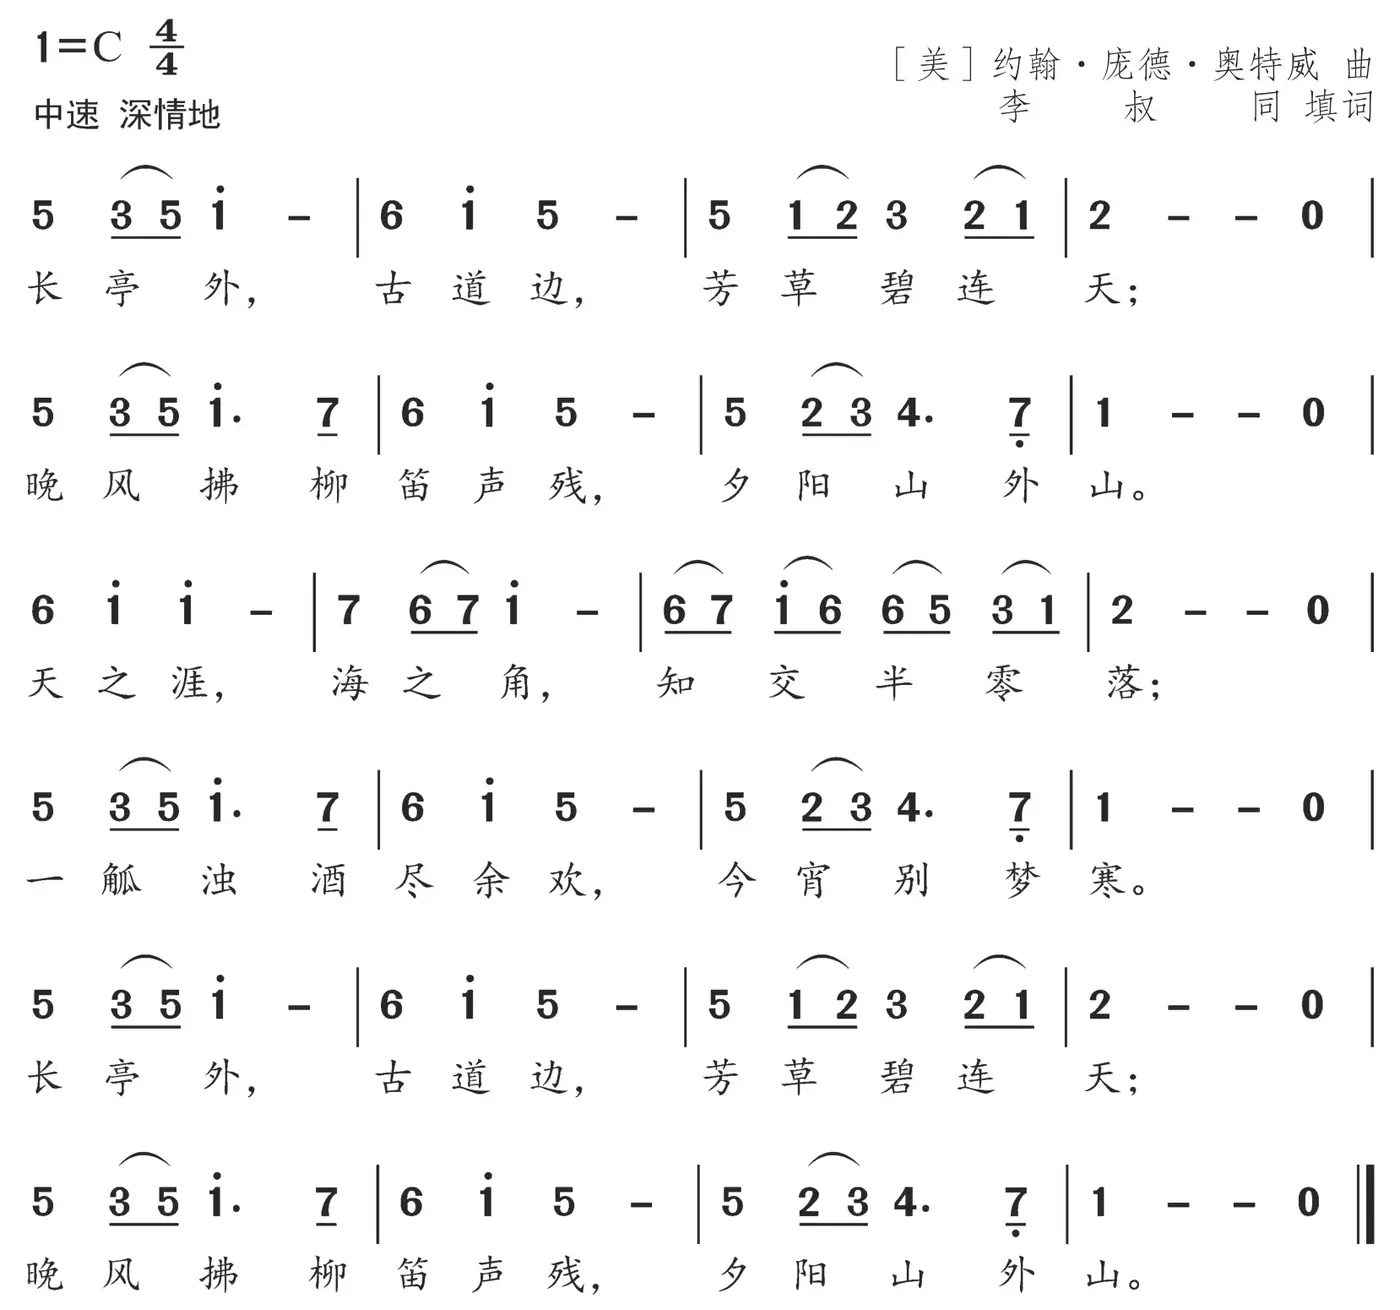 1=C 4/4
[美]约翰·庞德·奥特威 曲
中速 深情地
李叔同 填词
5 3 5 i - | 6 i 5 - | 5 1 2 3 2 1 | 2 - - 0 |
长亭外， 古道边， 芳草碧连天；
5 3 5 i. 7 | 6 i 5 - | 5 2 3 4. 7̣ | 1 - - 0 |
晚风拂柳笛声残， 夕阳山外山。
6 i i - | 7 6 7 i - | 6 7 i 6 6 5 3 1 | 2 - - 0 |
天之涯， 海之角， 知交半零落；
5 3 5 i. 7 | 6 i 5 - | 5 2 3 4. 7̣ | 1 - - 0 |
一觚浊酒尽余欢， 今宵别梦寒。
5 3 5 i - | 6 i 5 - | 5 1 2 3 2 1 | 2 - - 0 |
长亭外， 古道边， 芳草碧连天；
5 3 5 i. 7 | 6 i 5 - | 5 2 3 4. 7̣ | 1 - - 0 ‖
晚风拂柳笛声残， 夕阳山外山。